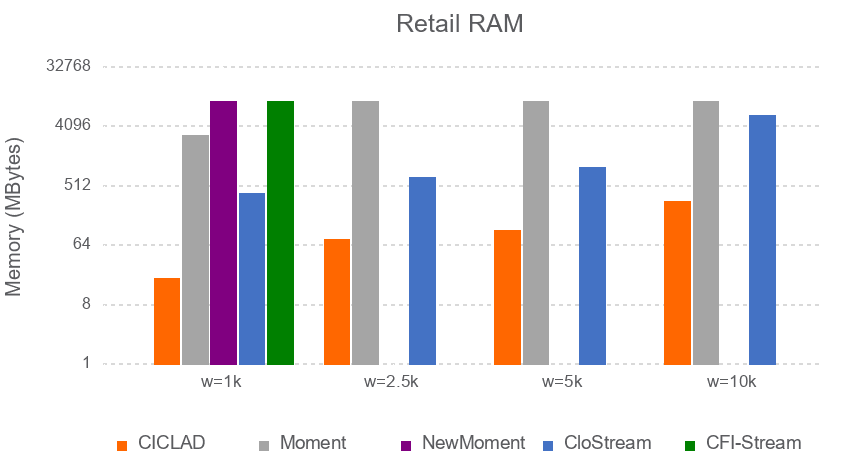 Retail RAM
Memory (MBytes)
32768
4096
512
64
8
1
w=1k w=2.5k w=5k w=10k
CICLAD Moment NewMoment CloStream CFI-Stream